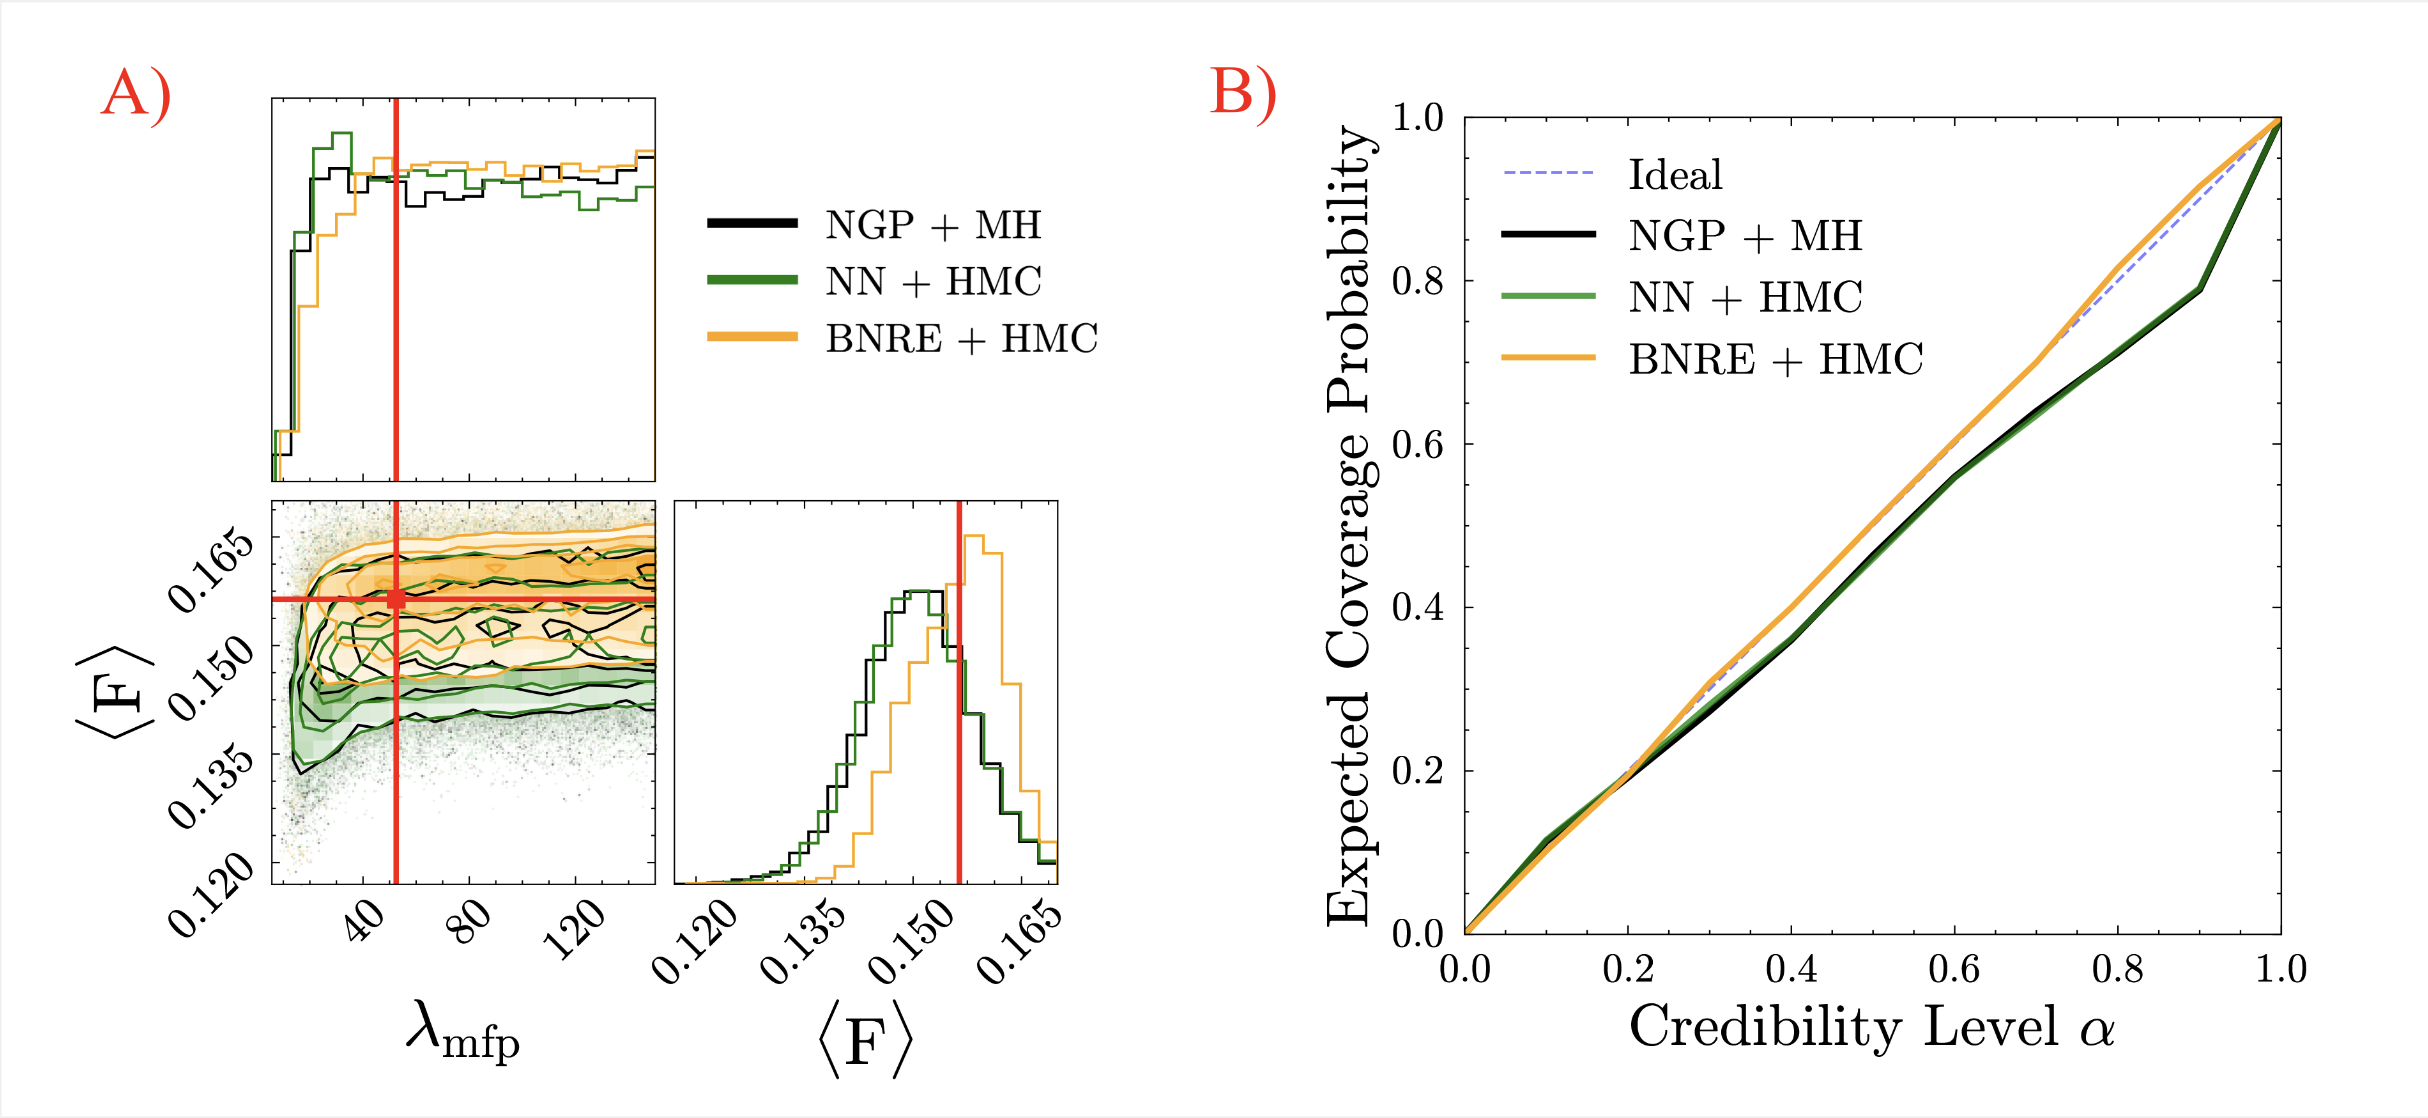 A)
NGP + MH
NN + HMC
BNRE + HMC
⟨F⟩
0.165
0.150
0.135
0.120
40
80
120
λmfp
0.120
0.135
0.150
0.165
⟨F⟩
B)
Expected Coverage Probability
1.0
0.8
0.6
0.4
0.2
0.0
Ideal
NGP + MH
NN + HMC
BNRE + HMC
0.0
0.2
0.4
0.6
0.8
1.0
Credibility Level α